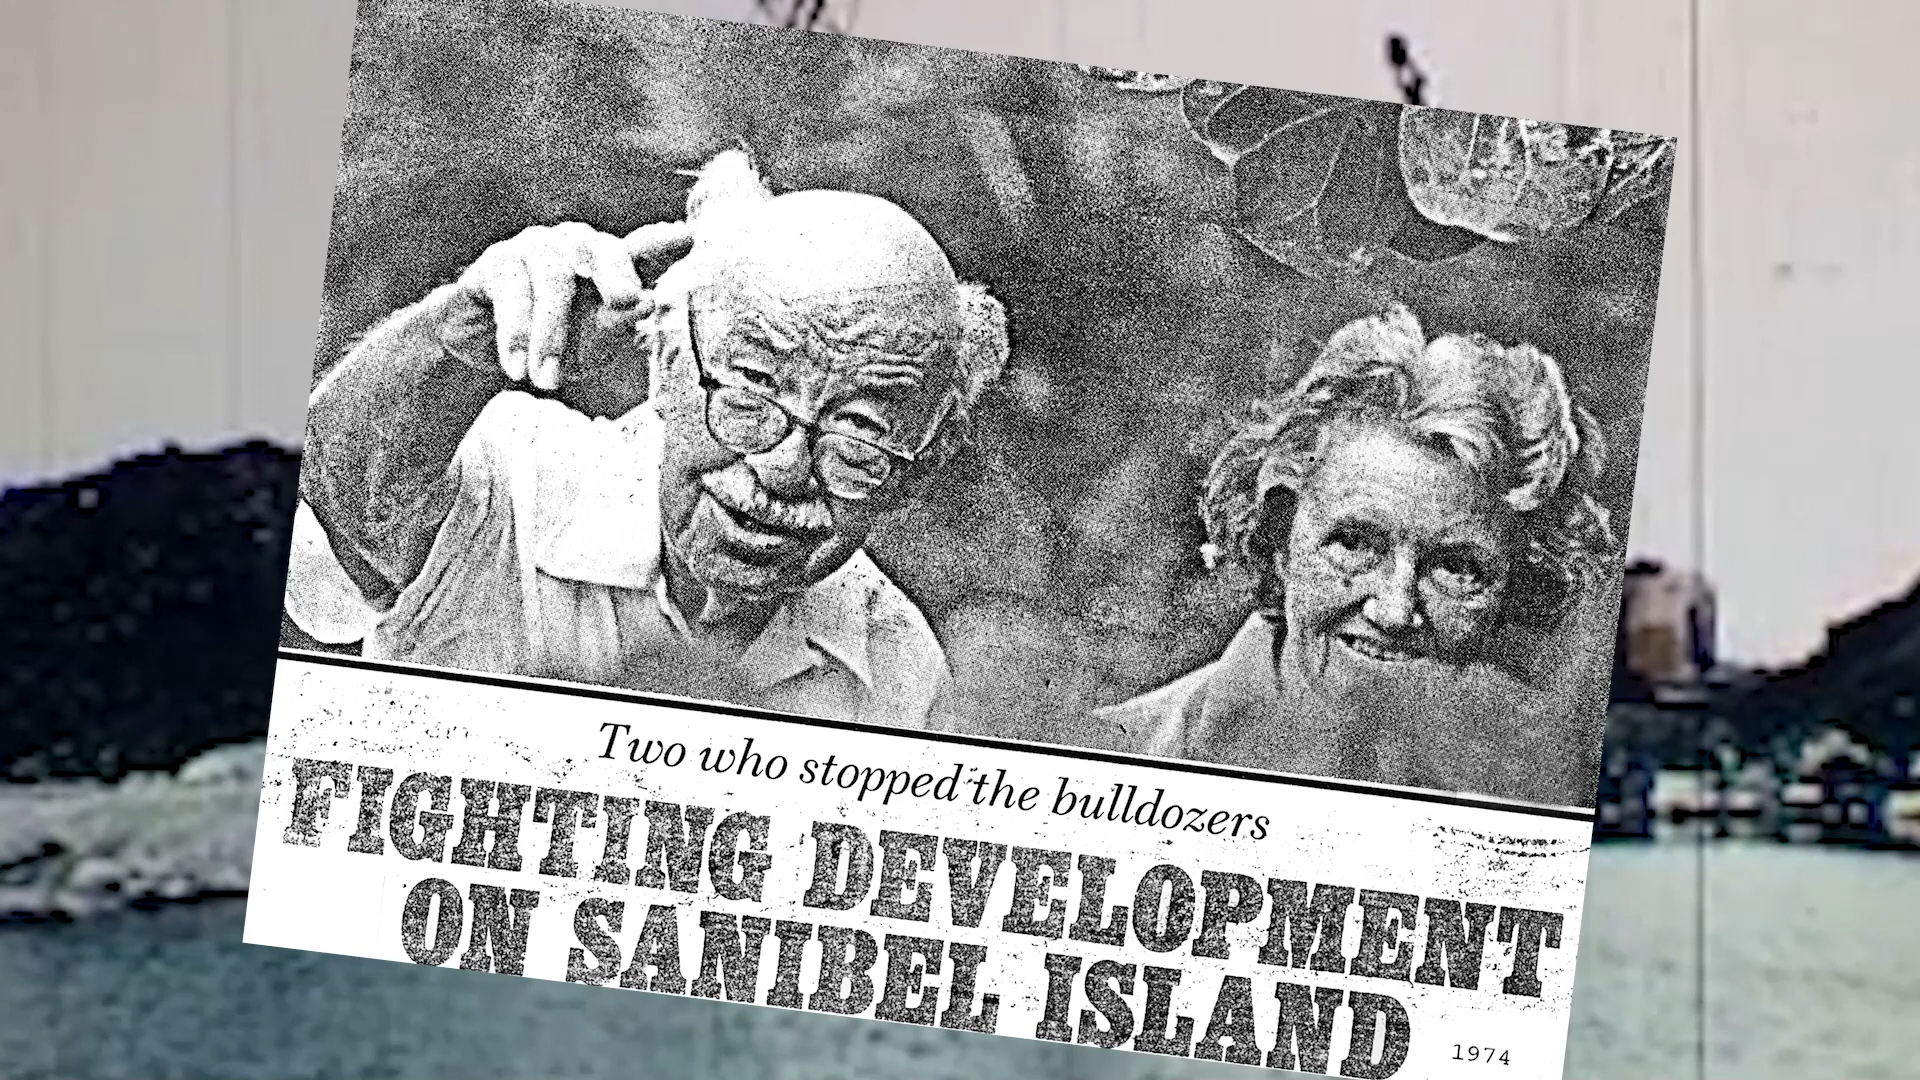 Two who stopped the bulldozers
FIGHTING DEVELOPMENT
ON SANIBEL ISLAND
1974